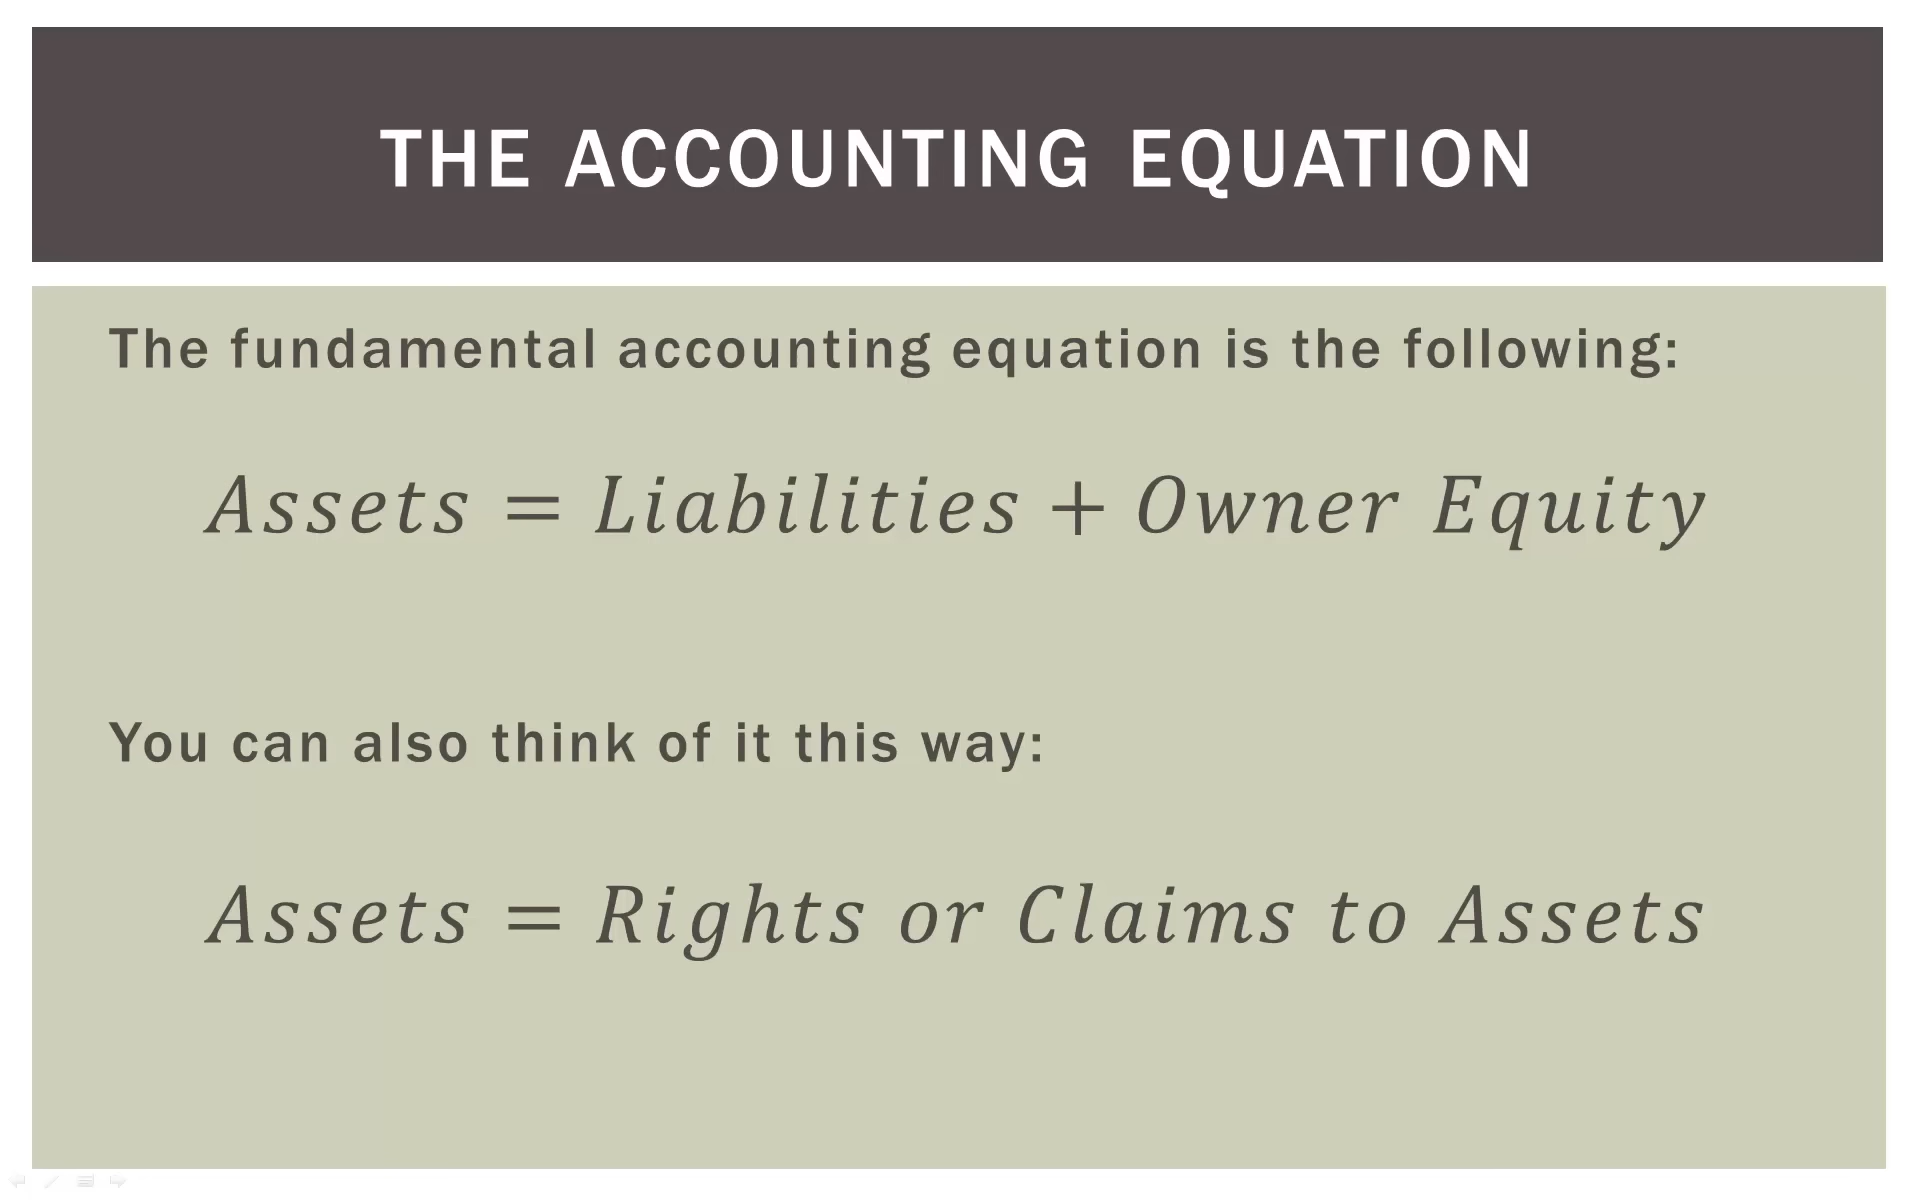 THE ACCOUNTING EQUATION
The fundamental accounting equation is the following:
Assets = Liabilities + Owner Equity
You can also think of it this way:
Assets = Rights or Claims to Assets